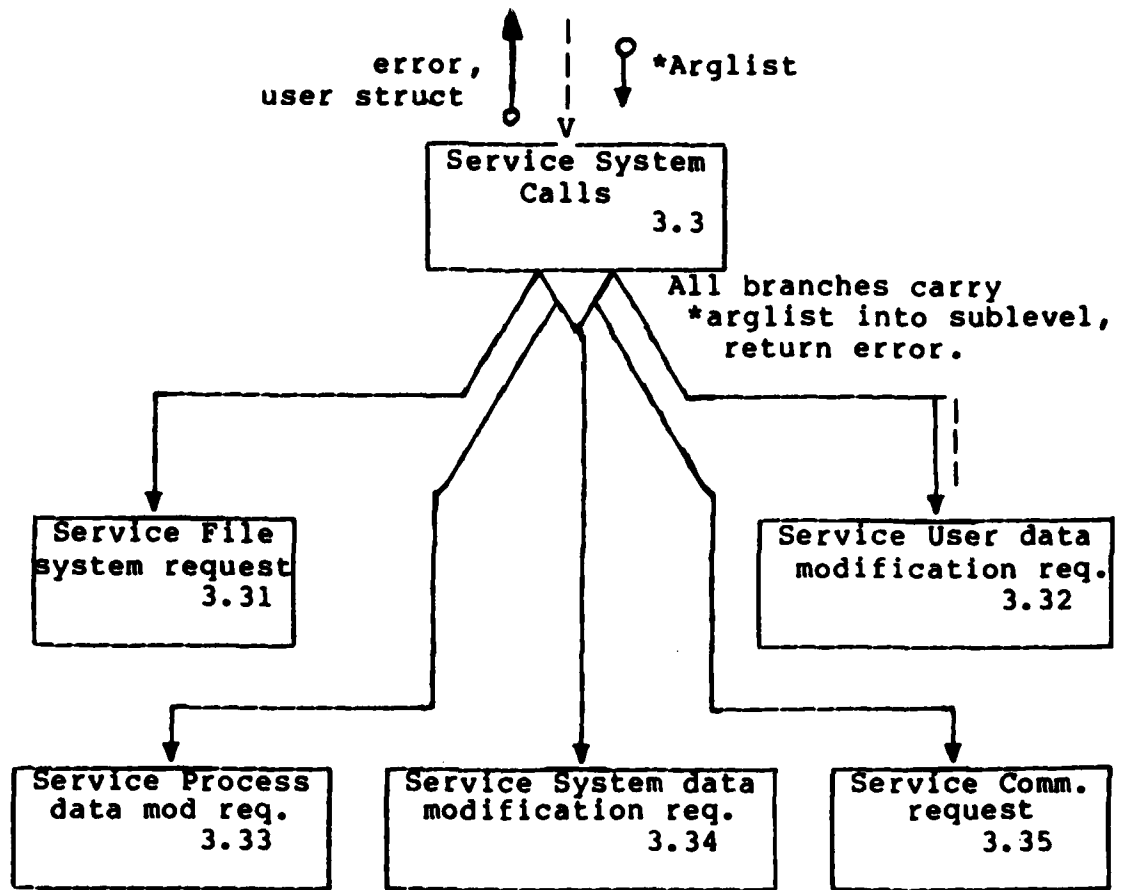 error,
user struct
*Arglist
V
Service System
Calls
3.3
All branches carry
*arglist into sublevel,
return error.
Service File
system request
3.31
Service User data
modification req.
3.32
Service Process
data mod req.
3.33
Service System data
modification req.
3.34
Service Comm.
request
3.35